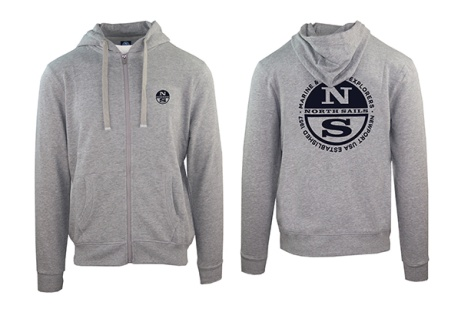 N
S
N
NORTH SAILS
S
MARINE & EXPLORERS
NEWPORT USA ESTABLISHED 1957